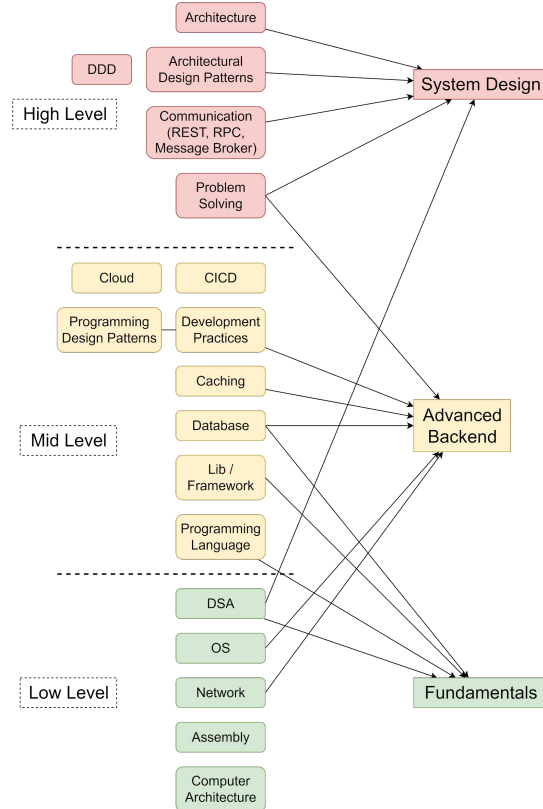 Architecture
DDD
Architectural
Design Patterns
System Design
High Level
Communication
(REST, RPC,
Message Broker)
Problem
Solving
Cloud
CICD
Programming
Design Patterns
Development
Practices
Caching
Advanced
Backend
Mid Level
Database
Lib /
Framework
Programming
Language
DSA
OS
Low Level
Network
Fundamentals
Assembly
Computer
Architecture